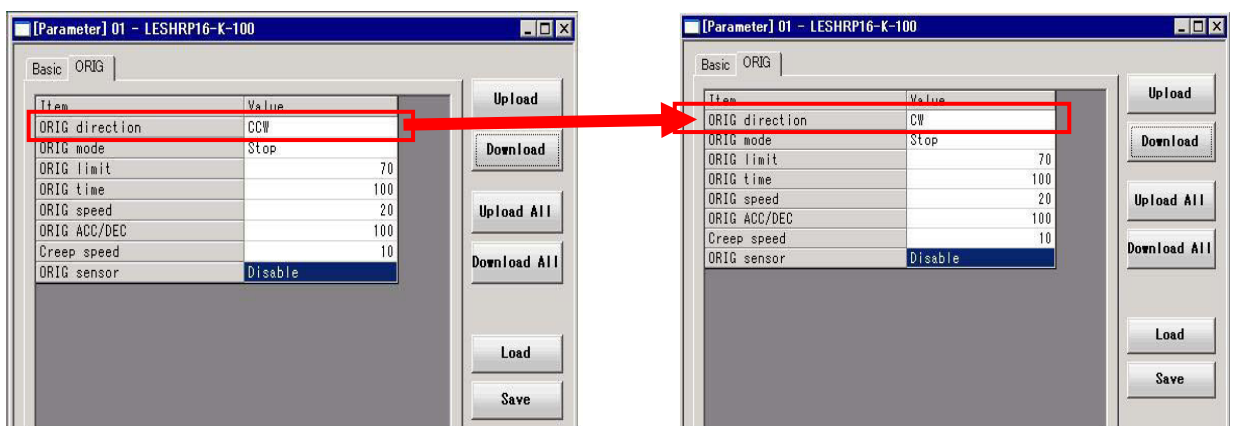 [Parameter] 01 - LESHRP16-K-100
Basic ORIG
Item Value
ORIG direction CCW
ORIG mode Stop
ORIG limit 70
ORIG time 100
ORIG speed 20
ORIG ACC/DEC 100
Creep speed 10
ORIG sensor Disable
Upload
Download
Upload All
Download All
Load
Save
[Parameter] 01 - LESHRP16-K-100
Basic ORIG
Item Value
ORIG direction CW
ORIG mode Stop
ORIG limit 70
ORIG time 100
ORIG speed 20
ORIG ACC/DEC 100
Creep speed 10
ORIG sensor Disable
Upload
Download
Upload All
Download All
Load
Save